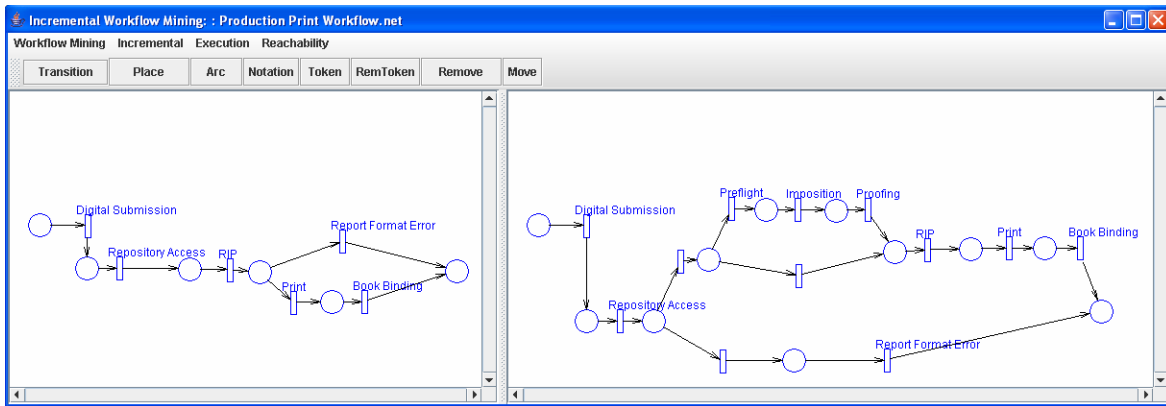 Incremental Workflow Mining: : Production Print Workflow.net
Workflow Mining Incremental Execution Reachability
Transition Place Arc Notation Token RemToken Remove Move
Digital Submission
Repository Access
RIP
Report Format Error
Print
Book Binding
Preflight
Imposition
Proofing
Digital Submission
RIP
Print
Book Binding
Repository Access
Report Format Error